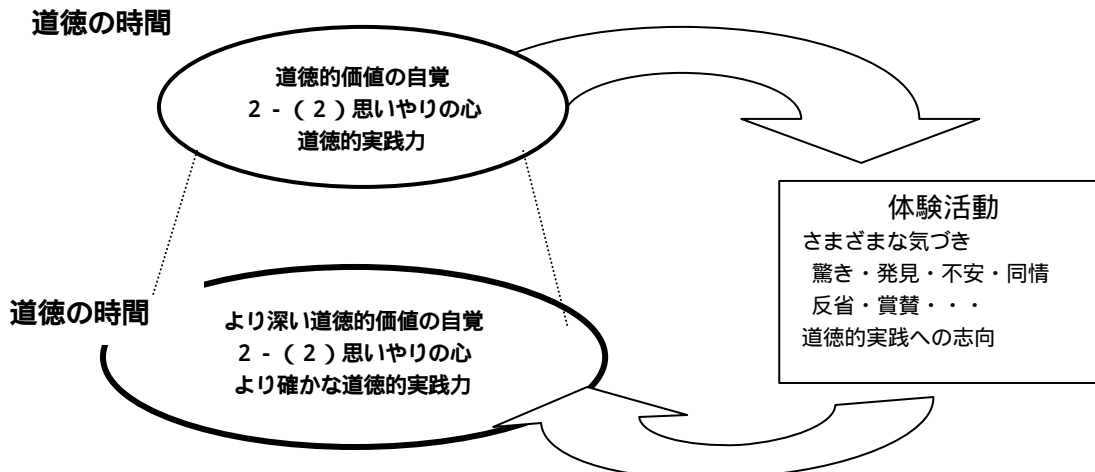 道徳の時間
道徳的価値の自覚
2-(2)思いやりの心
道徳的実践力
体験活動
さまざまな気づき
驚き・発見・不安・同情
反省・賞賛・・・
道徳的実践への志向
道徳の時間
より深い道徳的価値の自覚
2-(2)思いやりの心
より確かな道徳的実践力